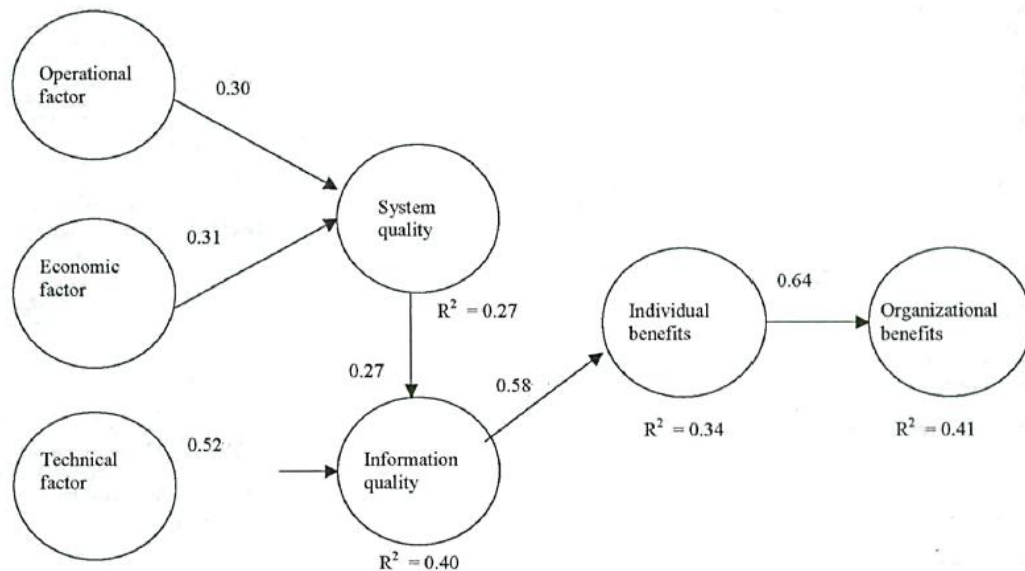 Operational
factor
0.30
System
quality
0.31
Economic
factor
R² = 0.27
Individual
benefits
0.64
Organizational
benefits
0.27
0.58
R² = 0.34
R² = 0.41
0.52
Technical
factor
Information
quality
R² = 0.40